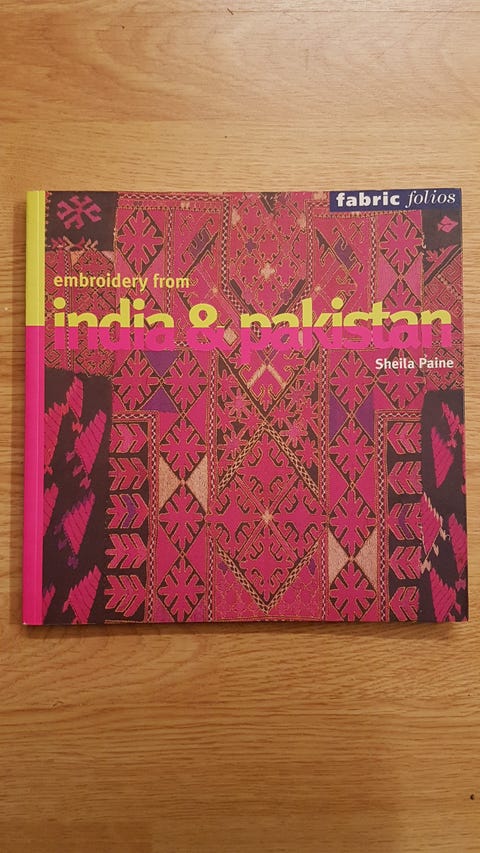 fabric folios
embroidery from
india & pakistan
Sheila Paine